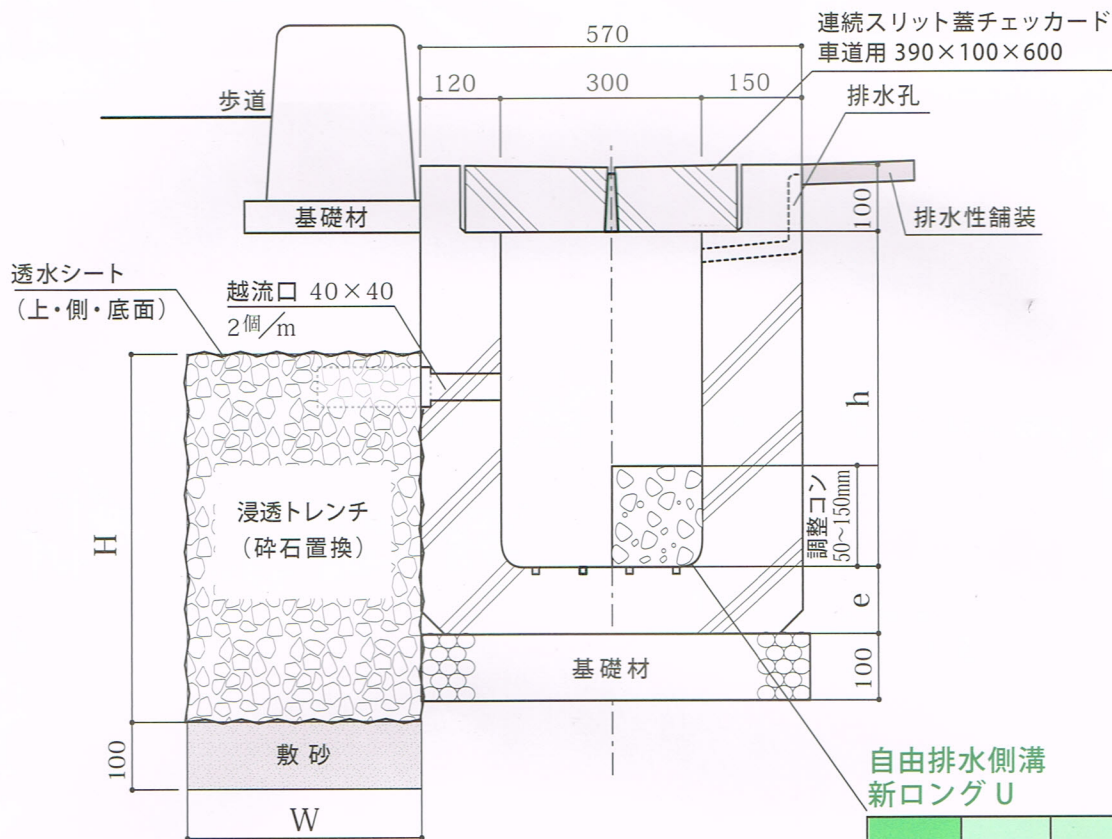 連続スリット蓋チェッカード
車道用 390×100×600
570
120
300
150
歩道
排水孔
基礎材
100
排水性舗装
透水シート
(上・側・底面)
越流口 40×40
2個/m
h
H
浸透トレンチ
(砕石置換)
調整コン
50~150mm
e
基礎材
100
100
敷砂
W
自由排水側溝
新ロングU